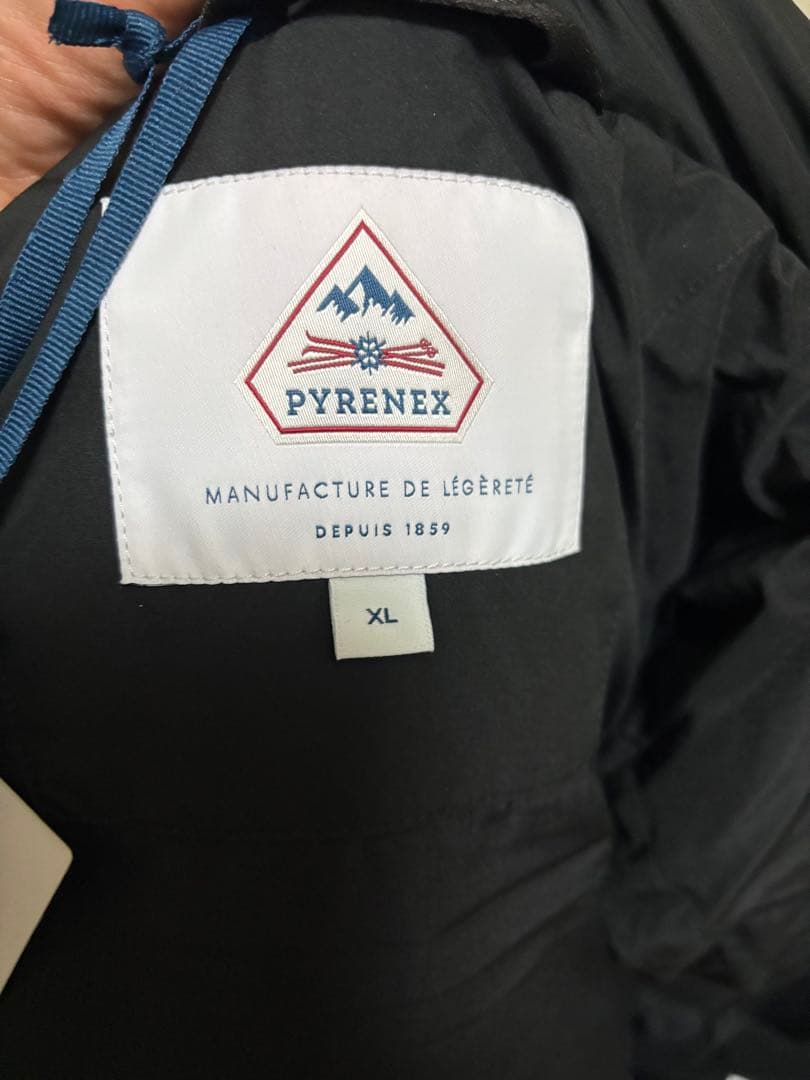 PYRENEX
MANUFACTURE DE LÉGÈRETÉ
DEPUIS 1859
XL